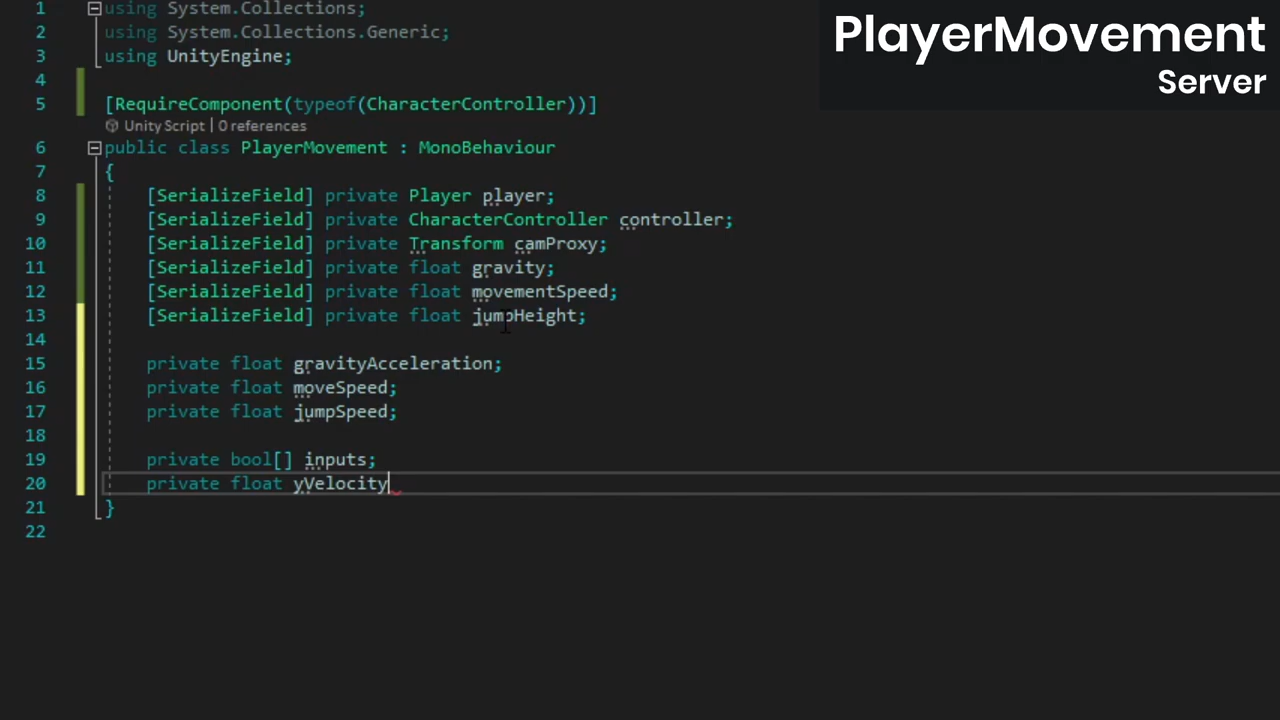 PlayerMovement
Server
1 using System.Collections;
2 using System.Collections.Generic;
3 using UnityEngine;
4
5 [RequireComponent(typeof(CharacterController))]
Unity Script | 0 references
6 public class PlayerMovement : MonoBehaviour
7 {
8 [SerializeField] private Player player;
9 [SerializeField] private CharacterController controller;
10 [SerializeField] private Transform camProxy;
11 [SerializeField] private float gravity;
12 [SerializeField] private float movementSpeed;
13 [SerializeField] private float jumpHeight;
14
15 private float gravityAcceleration;
16 private float moveSpeed;
17 private float jumpSpeed;
18
19 private bool[] inputs;
20 private float yVelocity
21 }
22